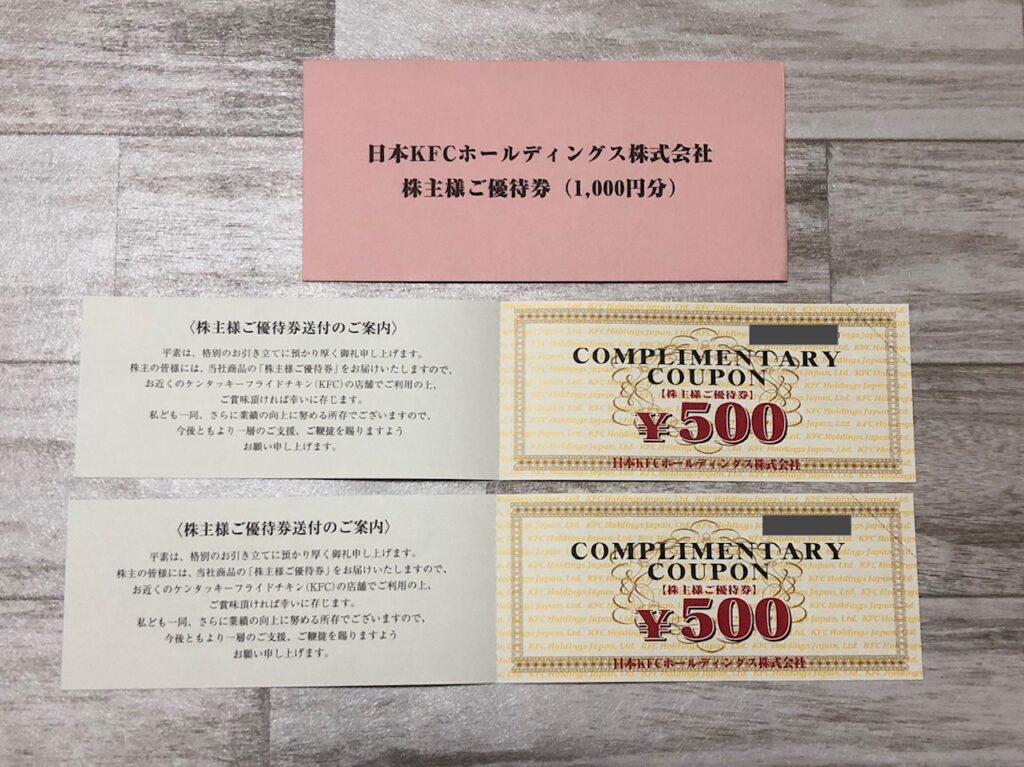 日本KFCホールディングス株式会社
株主様ご優待券（1,000円分）
〈株主様ご優待券送付のご案内〉
平素は、格別のお引き立てに預かり厚く御礼申し上げます。
株主の皆様には、当社商品の「株主様ご優待券」をお届けいたしますので、
お近くのケンタッキーフライドチキン(KFC)の店舗でご利用の上、
ご賞味頂ければ幸いに存じます。
私ども一同、さらに業績の向上に努める所存でございますので、
今後ともより一層のご支援、ご鞭撻を賜りますよう
お願い申し上げます。
COMPLIMENTARY
COUPON
【株主様ご優待券】
¥500
日本KFCホールディングス株式会社
〈株主様ご優待券送付のご案内〉
平素は、格別のお引き立てに預かり厚く御礼申し上げます。
株主の皆様には、当社商品の「株主様ご優待券」をお届けいたしますので、
お近くのケンタッキーフライドチキン(KFC)の店舗でご利用の上、
ご賞味頂ければ幸いに存じます。
私ども一同、さらに業績の向上に努める所存でございますので、
今後ともより一層のご支援、ご鞭撻を賜りますよう
お願い申し上げます。
COMPLIMENTARY
COUPON
【株主様ご優待券】
¥500
日本KFCホールディングス株式会社